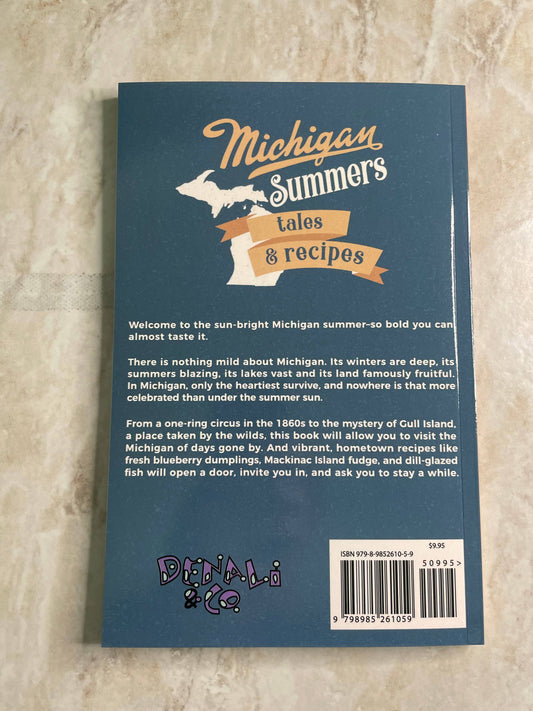 Michigan
Summers
tales
& recipes
Welcome to the sun-bright Michigan summer–so bold you can
almost taste it.
There is nothing mild about Michigan. Its winters are deep, its
summers blazing, its lakes vast and its land famously fruitful.
In Michigan, only the heartiest survive, and nowhere is that more
celebrated than under the summer sun.
From a one-ring circus in the 1860s to the mystery of Gull Island,
a place taken by the wilds, this book will allow you to visit the
Michigan of days gone by. And vibrant, hometown recipes like
fresh blueberry dumplings, Mackinac Island fudge, and dill-glazed
fish will open a door, invite you in, and ask you to stay a while.
DENALI
& CO.
$9.95
ISBN 979-8-9852610-5-9
50995>
9 798985 261059